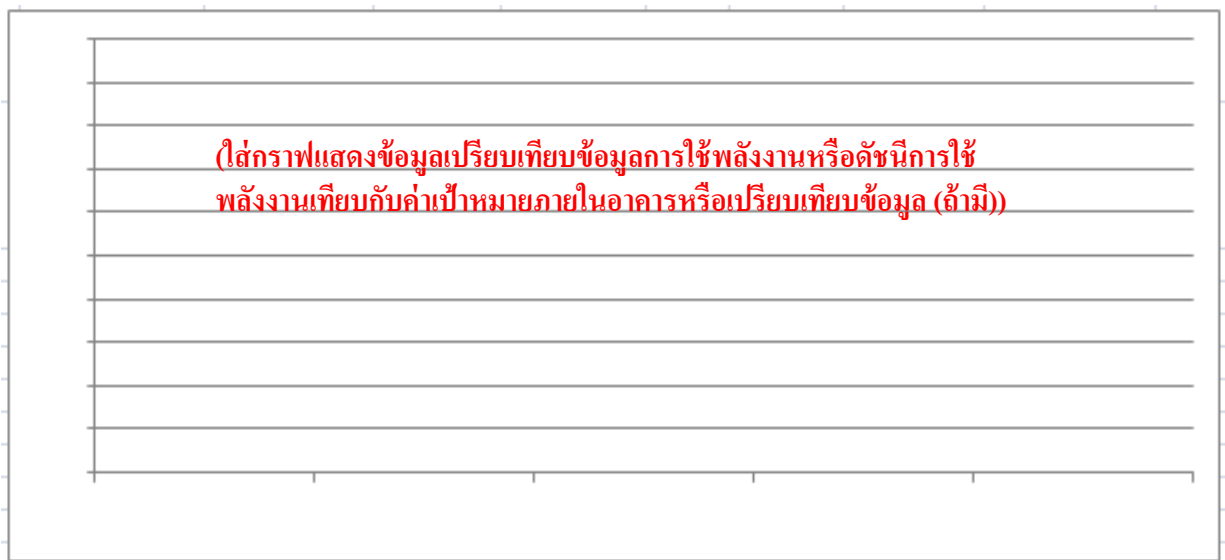 (ใส่กราฟแสดงข้อมูลเปรียบเทียบข้อมูลการใช้พลังงานหรือดัชนีการใช้
พลังงานเทียบกับค่าเป้าหมายภายในอาคารหรือเปรียบเทียบข้อมูล (ถ้ามี))